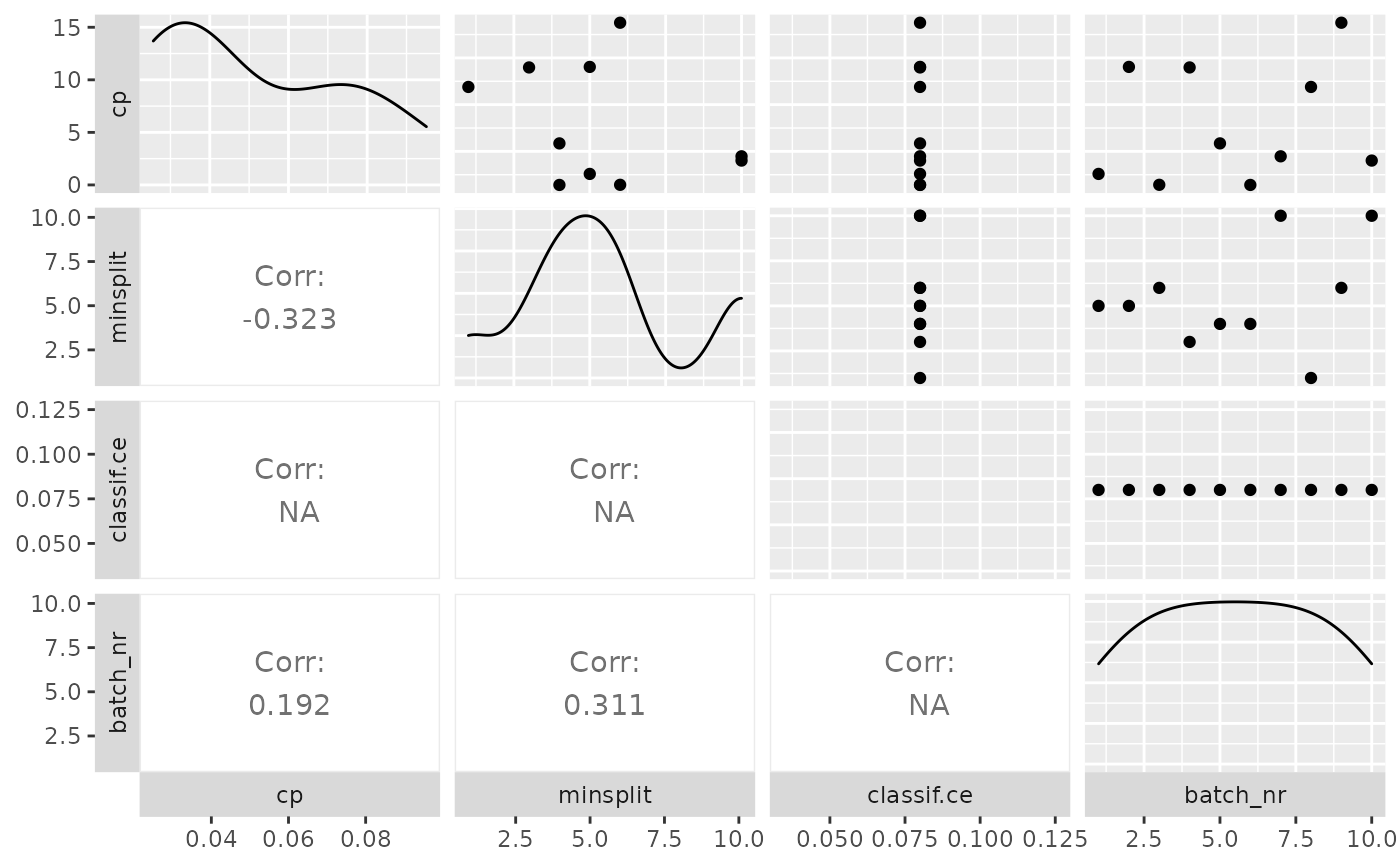 15
10
5
0
cp
10.0
7.5
5.0
2.5
minsplit
Corr:
-0.323
0.125
0.100
0.075
0.050
classif.ce
Corr:
NA
Corr:
NA
10.0
7.5
5.0
2.5
batch_nr
Corr:
0.192
Corr:
0.311
Corr:
NA
cp
minsplit
classif.ce
batch_nr
0.04 0.06 0.08
2.5 5.0 7.5 10.0
0.050 0.075 0.100 0.125
2.5 5.0 7.5 10.0